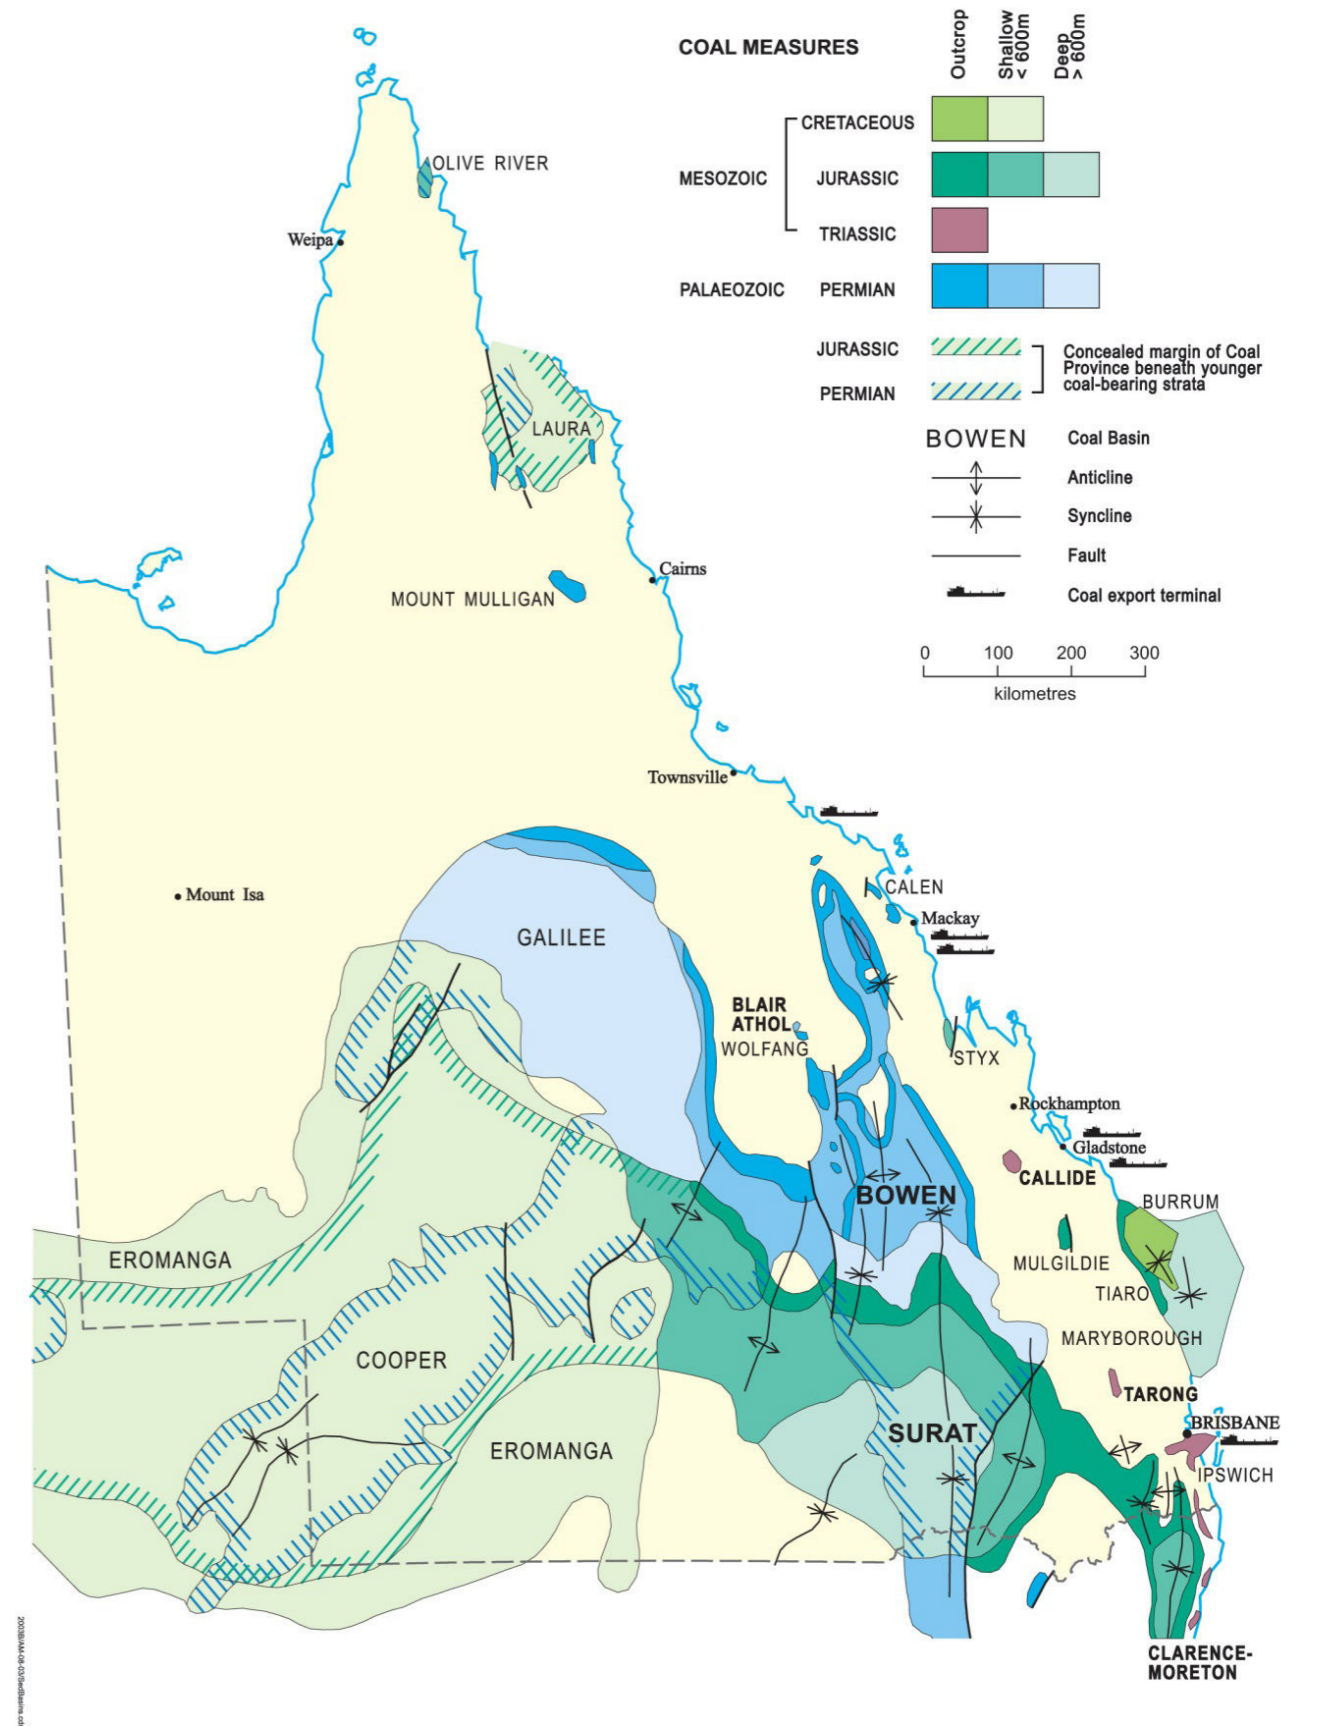 COAL MEASURES
Outcrop
Shallow
< 600m
Deep
> 600m
CRETACEOUS
MESOZOIC
JURASSIC
TRIASSIC
PALAEOZOIC
PERMIAN
JURASSIC
PERMIAN
Concealed margin of Coal
Province beneath younger
coal-bearing strata
BOWEN
Coal Basin
Anticline
Syncline
Fault
Coal export terminal
0 100 200 300
kilometres
OLIVE RIVER
Weipa
LAURA
Cairns
MOUNT MULLIGAN
Townsville
Mount Isa
CALEN
Mackay
GALILEE
BLAIR
ATHOL
WOLFANG
STYX
Rockhampton
Gladstone
CALLIDE
BOWEN
BURRUM
MULGILDIE
EROMANGA
TIARO
MARYBOROUGH
COOPER
TARONG
BRISBANE
SURAT
EROMANGA
IPSWICH
CLARENCE-
MORETON